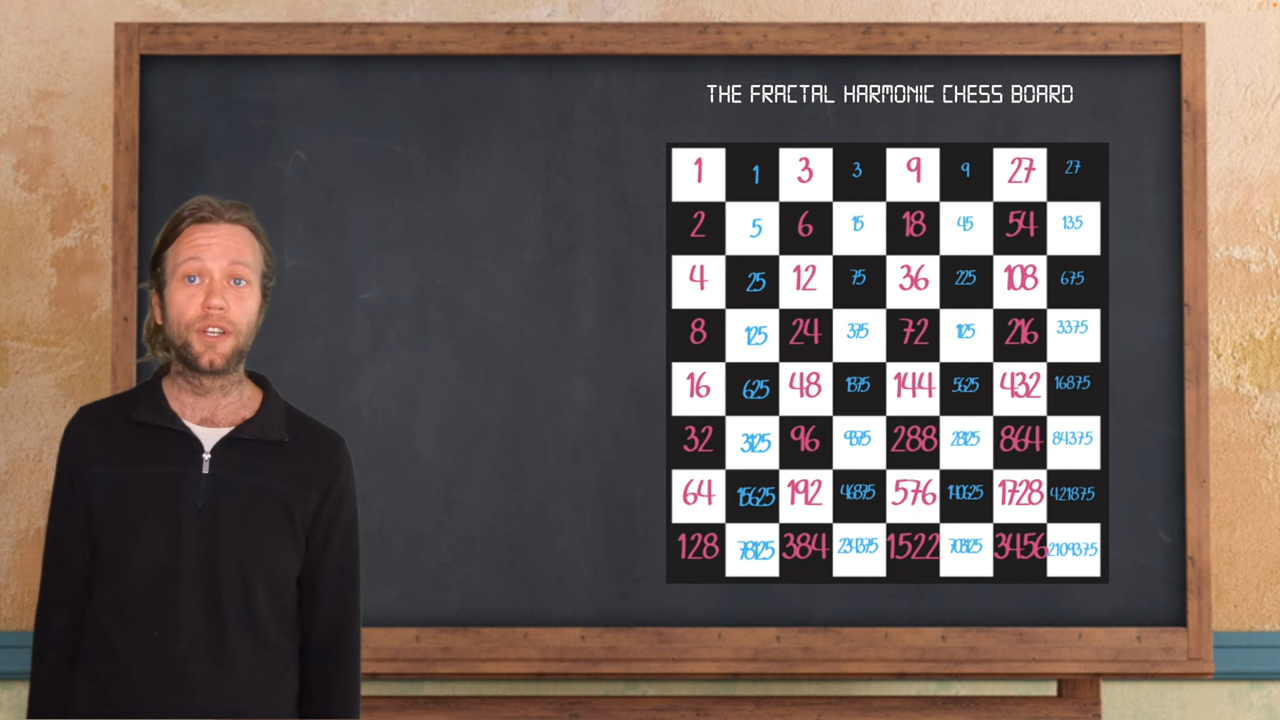 THE FRACTAL HARMONIC CHESS BOARD
1 1 3 3 9 9 27 27
2 5 6 15 18 45 54 135
4 25 12 75 36 225 108 675
8 125 24 375 72 1125 216 3375
16 625 48 1875 144 5625 432 16875
32 3125 96 9375 288 28125 864 84375
64 15625 192 46875 576 140625 1728 421875
128 78125 384 234375 1522 703125 3456 2109375